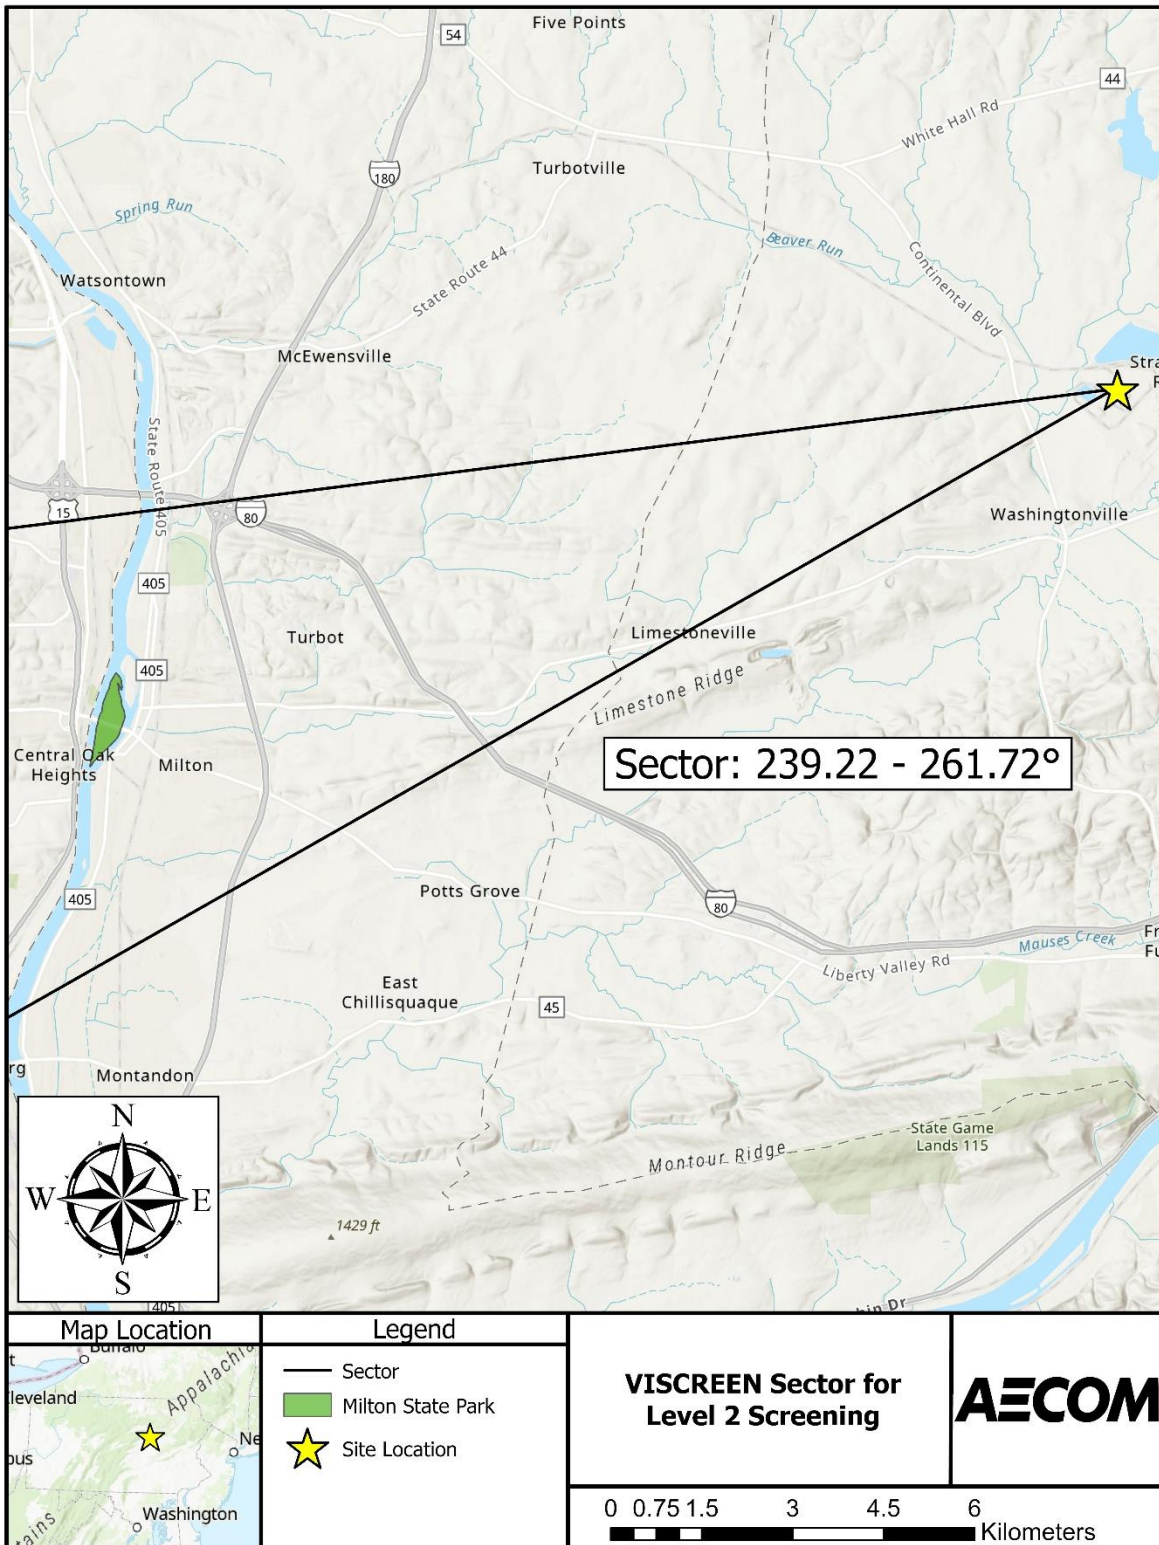 Five Points
54
44
White Hall Rd
Turbotville
180
Spring Run
Beaver Run
Watsontown
State Route 44
Continental Blvd
McEwensville
State Route 405
15
80
Washingtonville
405
Turbot
Limestoneville
405
Limestone Ridge
Central Oak
Heights
Milton
Sector: 239.22 - 261.72°
Potts Grove
405
80
Mauses Creek
Liberty Valley Rd
East
Chillisquaque
45
Montandon
State Game
Lands 115
Montour Ridge
1429 ft
N
W
E
S
405
Map Location
Legend
Buffalo
Appalachia
Cleveland
Washington
Sector
Milton State Park
Site Location
VISCREEN Sector for
Level 2 Screening
AECOM
0 0.75 1.5 3 4.5 6
Kilometers